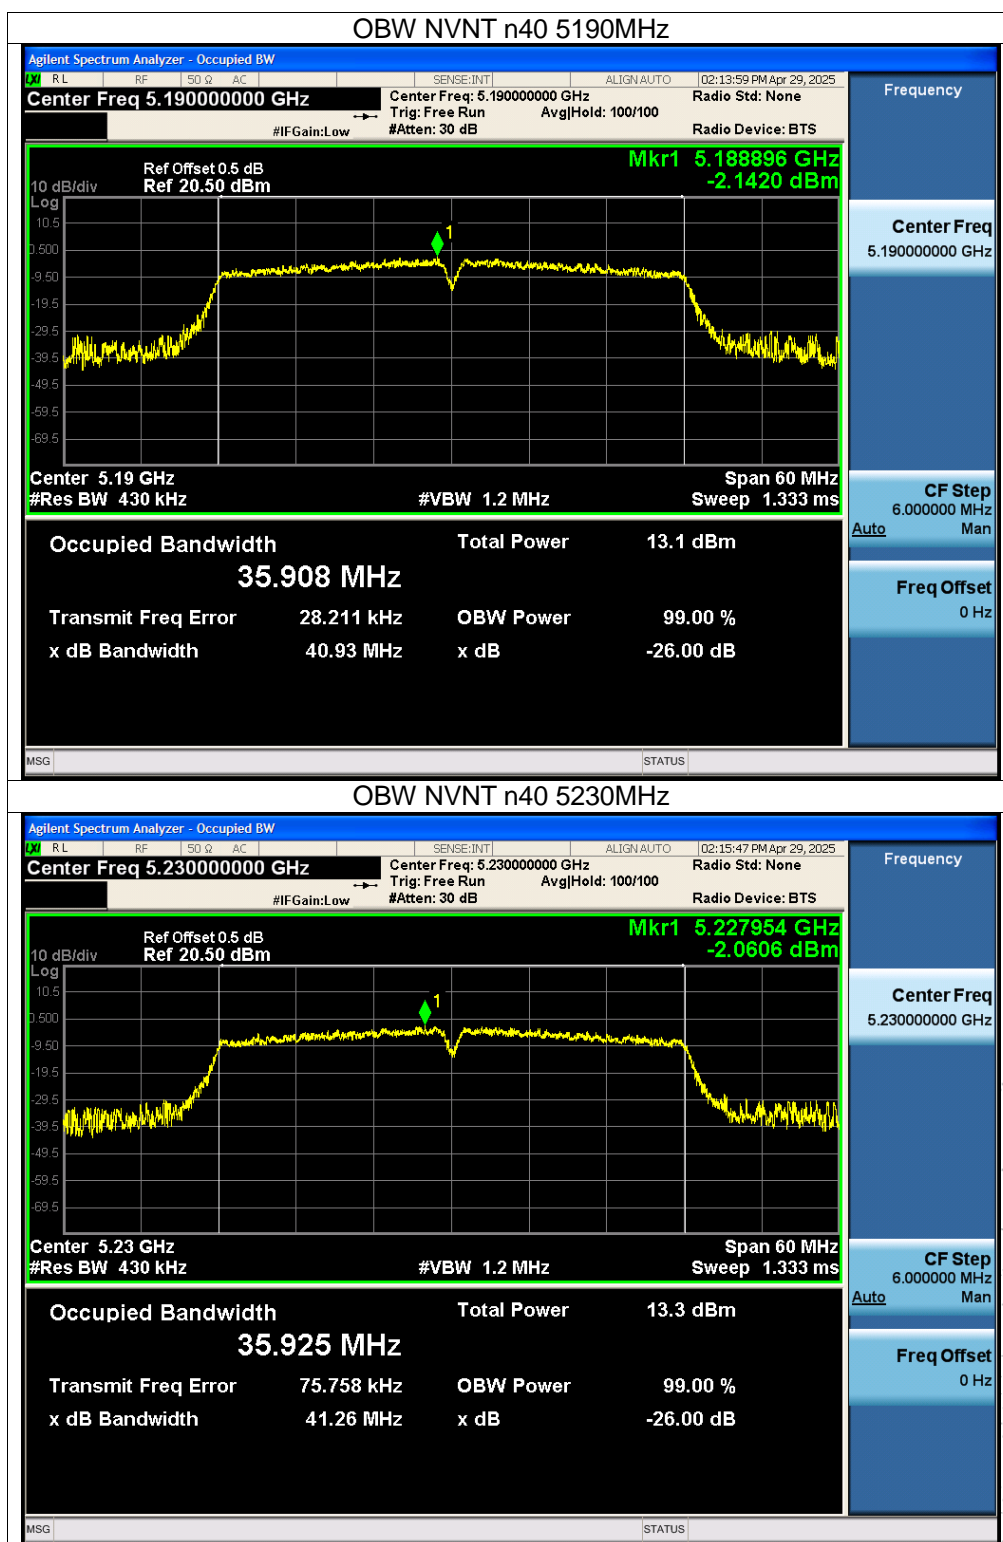 OBW NVNT n40 5190MHz
Agilent Spectrum Analyzer - Occupied BW
LXI RL RF 50 Ω AC SENSE:INT ALIGN AUTO 02:13:59 PM Apr 29, 2025
Center Freq 5.190000000 GHz
Center Freq: 5.190000000 GHz
Radio Std: None
Trig: Free Run Avg|Hold: 100/100
#IFGain:Low #Atten: 30 dB Radio Device: BTS
Frequency
Mkr1 5.188896 GHz
-2.1420 dBm
Ref Offset 0.5 dB
10 dB/div Ref 20.50 dBm
Log
10.5
0.500
-9.50
-19.5
-29.5
-39.5
-49.5
-59.5
-69.5
1
Center 5.19 GHz Span 60 MHz
#Res BW 430 kHz #VBW 1.2 MHz Sweep 1.333 ms
Center Freq
5.190000000 GHz
CF Step
6.000000 MHz
Auto Man
Freq Offset
0 Hz
Occupied Bandwidth Total Power 13.1 dBm
35.908 MHz
Transmit Freq Error 28.211 kHz OBW Power 99.00 %
x dB Bandwidth 40.93 MHz x dB -26.00 dB
MSG STATUS
OBW NVNT n40 5230MHz
Agilent Spectrum Analyzer - Occupied BW
LXI RL RF 50 Ω AC SENSE:INT ALIGN AUTO 02:15:47 PM Apr 29, 2025
Center Freq 5.230000000 GHz
Center Freq: 5.230000000 GHz
Radio Std: None
Trig: Free Run Avg|Hold: 100/100
#IFGain:Low #Atten: 30 dB Radio Device: BTS
Frequency
Mkr1 5.227954 GHz
-2.0606 dBm
Ref Offset 0.5 dB
10 dB/div Ref 20.50 dBm
Log
10.5
0.500
-9.50
-19.5
-29.5
-39.5
-49.5
-59.5
-69.5
1
Center 5.23 GHz Span 60 MHz
#Res BW 430 kHz #VBW 1.2 MHz Sweep 1.333 ms
Center Freq
5.230000000 GHz
CF Step
6.000000 MHz
Auto Man
Freq Offset
0 Hz
Occupied Bandwidth Total Power 13.3 dBm
35.925 MHz
Transmit Freq Error 75.758 kHz OBW Power 99.00 %
x dB Bandwidth 41.26 MHz x dB -26.00 dB
MSG STATUS